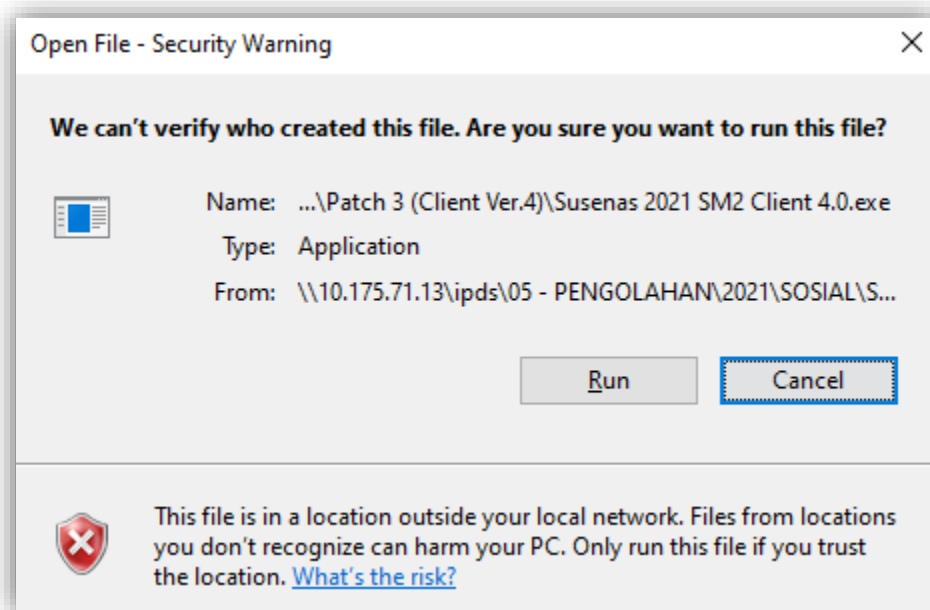 Open File - Security Warning
We can't verify who created this file. Are you sure you want to run this file?
Name: ...\Patch 3 (Client Ver.4)\Susenas 2021 SM2 Client 4.0.exe
Type: Application
From: \\10.175.71.13\ipds\05 - PENGOLAHAN\2021\SOSIAL\S...
Run Cancel
This file is in a location outside your local network. Files from locations
you don't recognize can harm your PC. Only run this file if you trust
the location. What's the risk?